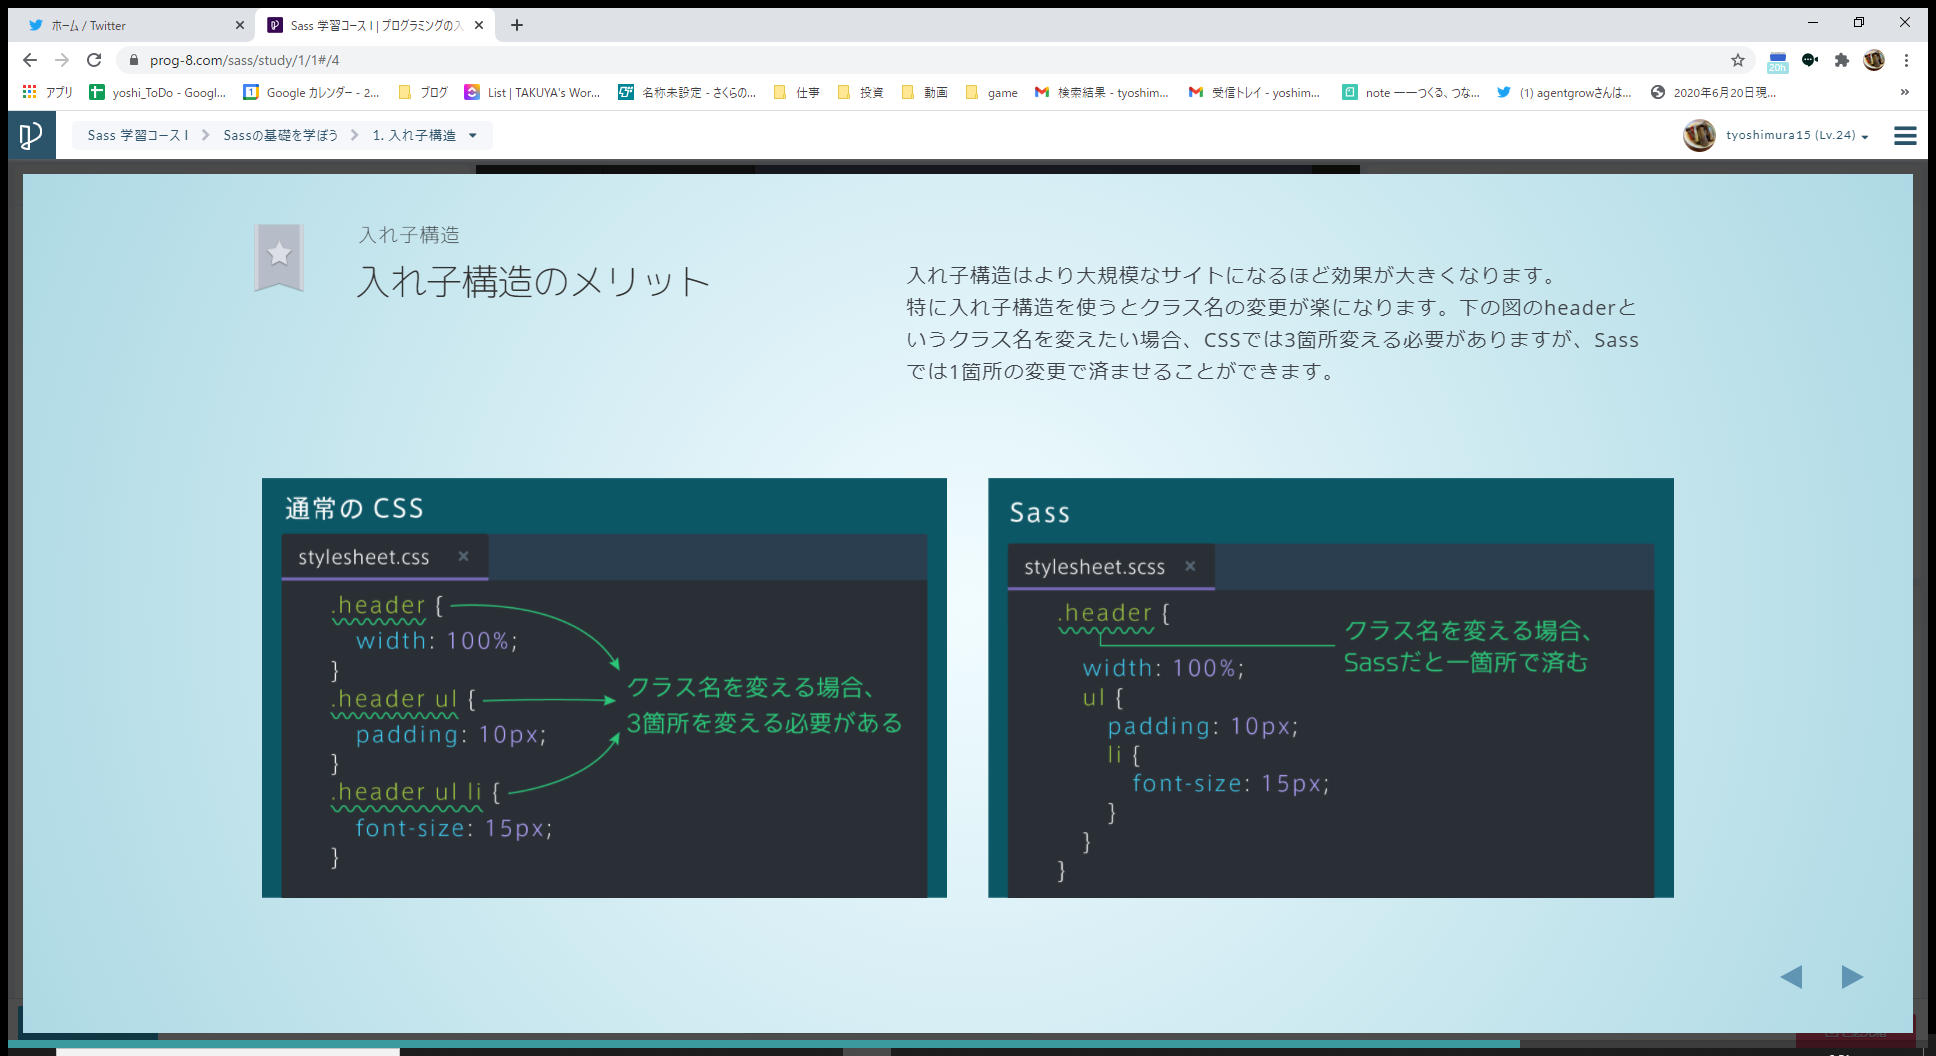 ホーム / Twitter
Sass 学習コース I | プログラミングの入
prog-8.com/sass/study/1/1#/4
20h
アプリ
yoshi_ToDo - Googl...
Google カレンダー - 2...
ブログ
List | TAKUYA's Wor...
名称未設定 - さくらの...
仕事
投資
動画
game
検索結果 - tyoshim...
受信トレイ - yoshim...
note ーーつくる、つな...
(1) agentgrowさんは...
2020年6月20日現...
»
Sass 学習コース I
Sassの基礎を学ぼう
1. 入れ子構造
tyoshimura15 (Lv.24)
入れ子構造
入れ子構造のメリット
入れ子構造はより大規模なサイトになるほど効果が大きくなります。
特に入れ子構造を使うとクラス名の変更が楽になります。下の図のheaderと
いうクラス名を変えたい場合、CSSでは3箇所変える必要がありますが、Sass
では1箇所の変更で済ませることができます。
通常の CSS
stylesheet.css ×
.header {
width: 100%;
}
.header ul {
padding: 10px;
}
.header ul li {
font-size: 15px;
}
クラス名を変える場合、
3箇所を変える必要がある
Sass
stylesheet.scss ×
.header {
width: 100%;
ul {
padding: 10px;
li {
font-size: 15px;
}
}
}
クラス名を変える場合、
Sassだと一箇所で済む